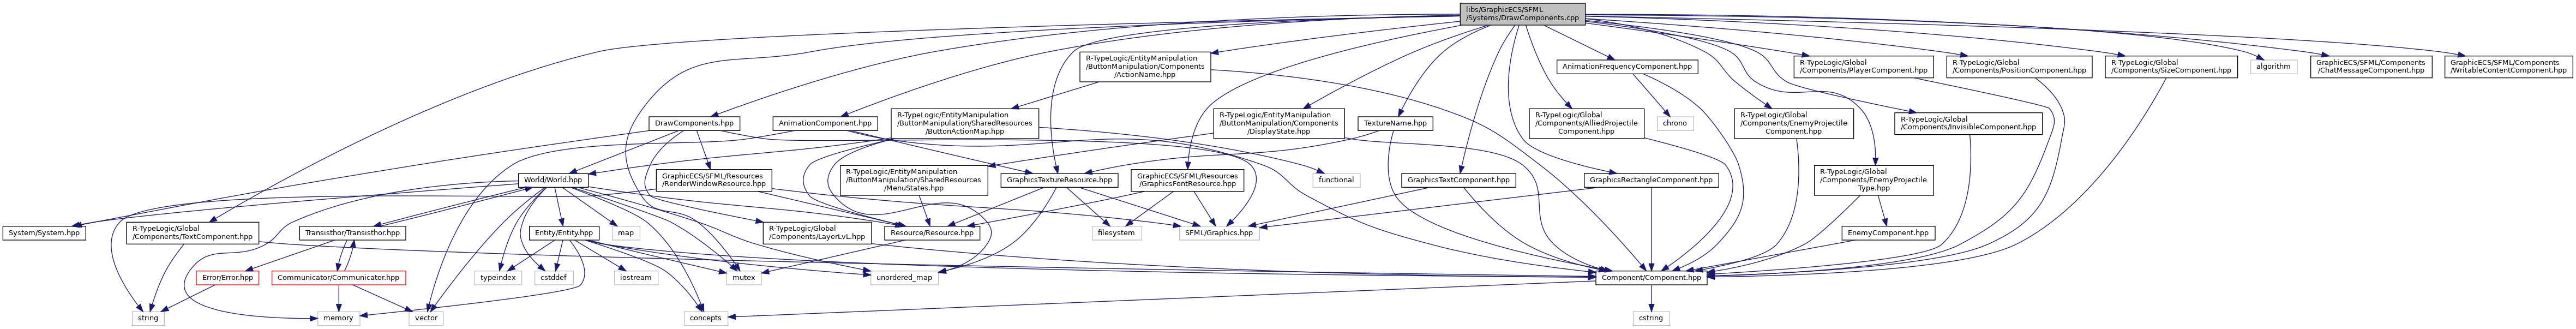 libs/GraphicECS/SFML
/Systems/DrawComponents.cpp
R-TypeLogic/EntityManipulation
/ButtonManipulation/Components
/ActionName.hpp
AnimationFrequencyComponent.hpp
R-TypeLogic/Global
/Components/PlayerComponent.hpp
R-TypeLogic/Global
/Components/PositionComponent.hpp
R-TypeLogic/Global
/Components/SizeComponent.hpp
algorithm
GraphicECS/SFML/Components
/ChatMessageComponent.hpp
GraphicECS/SFML/Components
/WritableContentComponent.hpp
DrawComponents.hpp
AnimationComponent.hpp
R-TypeLogic/EntityManipulation
/ButtonManipulation/SharedResources
/ButtonActionMap.hpp
R-TypeLogic/EntityManipulation
/ButtonManipulation/Components
/DisplayState.hpp
TextureName.hpp
R-TypeLogic/Global
/Components/AlliedProjectile
Component.hpp
chrono
R-TypeLogic/Global
/Components/EnemyProjectile
Component.hpp
R-TypeLogic/Global
/Components/InvisibleComponent.hpp
World/World.hpp
GraphicECS/SFML/Resources
/RenderWindowResource.hpp
R-TypeLogic/EntityManipulation
/ButtonManipulation/SharedResources
/MenuStates.hpp
GraphicsTextureResource.hpp
GraphicECS/SFML/Resources
/GraphicsFontResource.hpp
functional
GraphicsTextComponent.hpp
GraphicsRectangleComponent.hpp
R-TypeLogic/Global
/Components/EnemyProjectile
Type.hpp
System/System.hpp
R-TypeLogic/Global
/Components/TextComponent.hpp
Transisthor/Transisthor.hpp
Entity/Entity.hpp
map
R-TypeLogic/Global
/Components/LayerLvL.hpp
Resource/Resource.hpp
filesystem
SFML/Graphics.hpp
EnemyComponent.hpp
Error/Error.hpp
Communicator/Communicator.hpp
typeindex
cstddef
iostream
mutex
unordered_map
Component/Component.hpp
string
memory
vector
concepts
cstring